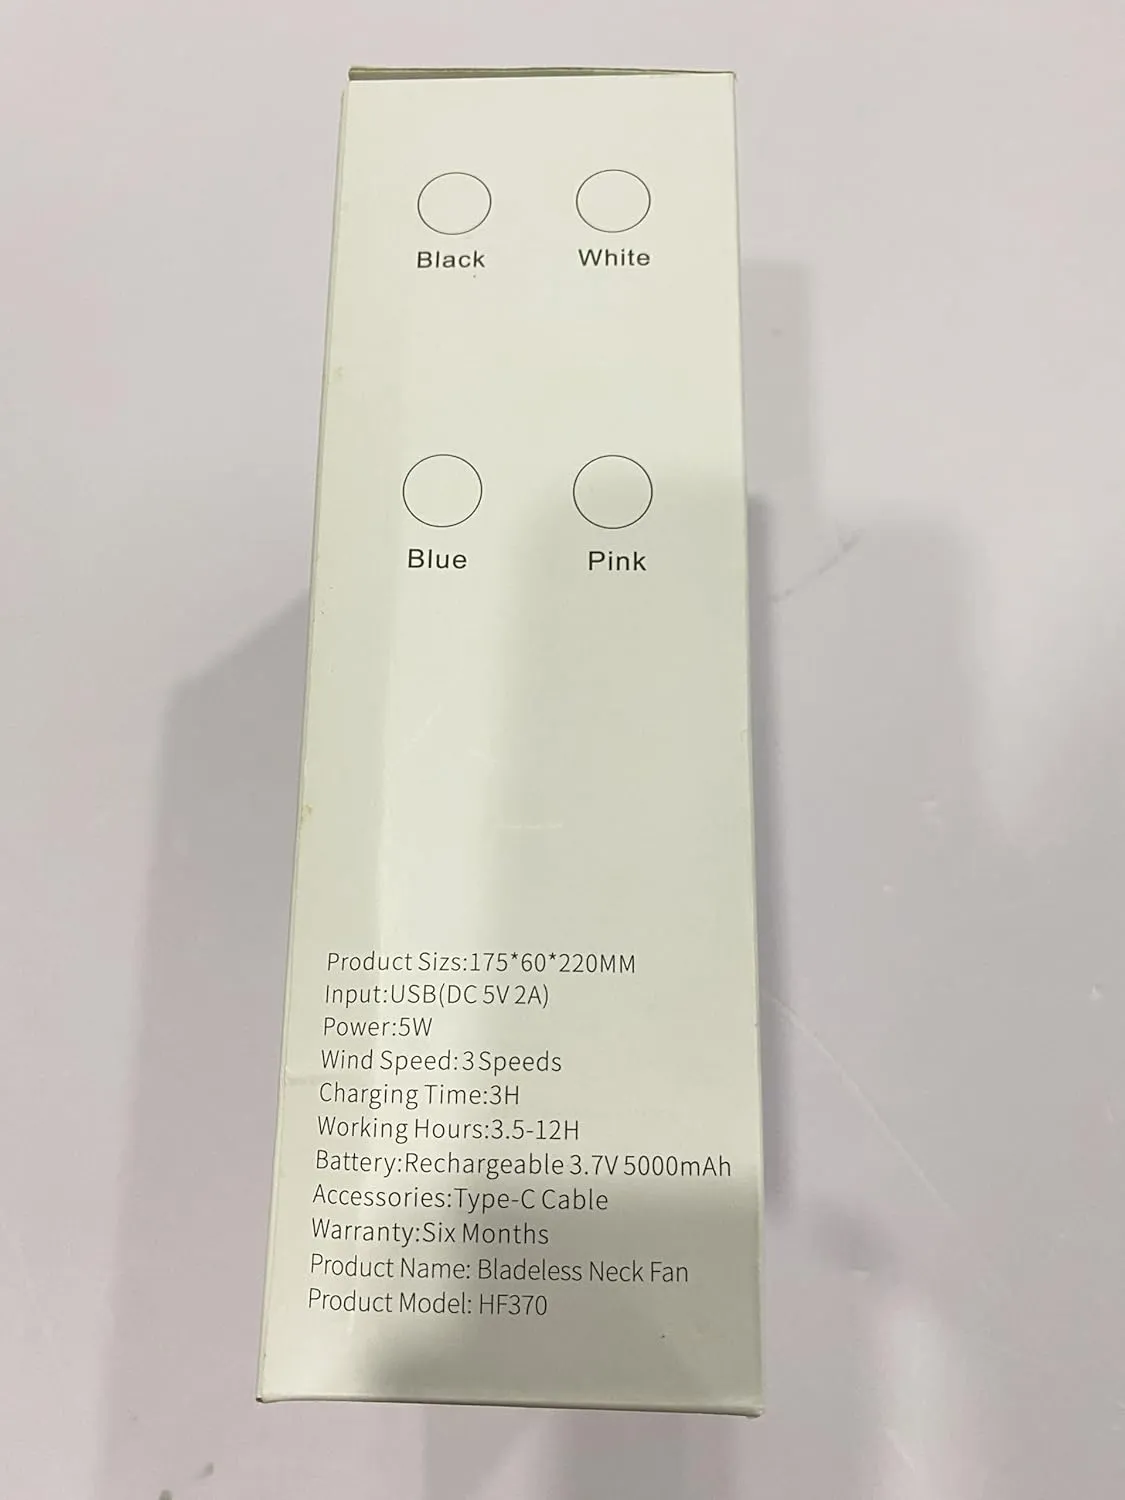 Black White
Blue Pink
Product Sizs:175*60*220MM
Input:USB(DC 5V 2A)
Power:5W
Wind Speed:3 Speeds
Charging Time:3H
Working Hours:3.5-12H
Battery:Rechargeable 3.7V 5000mAh
Accessories:Type-C Cable
Warranty:Six Months
Product Name: Bladeless Neck Fan
Product Model: HF370